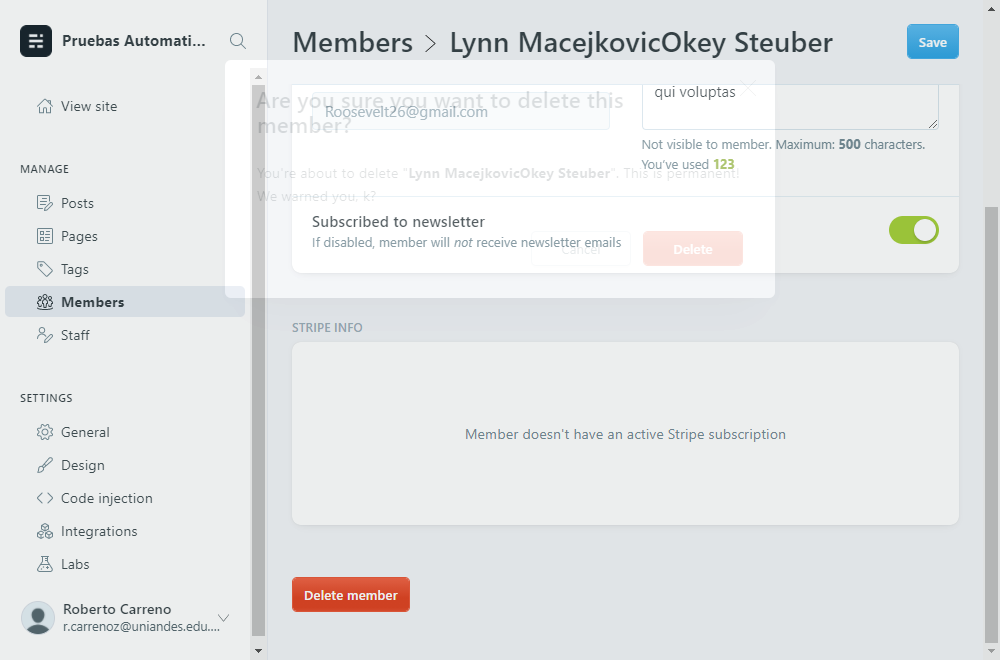 Pruebas Automati...
Members > Lynn MacejkovicOkey Steuber
Save
View site
MANAGE
Posts
Pages
Tags
Members
Staff
SETTINGS
General
Design
Code injection
Integrations
Labs
Roberto Carreno
r.carrenoz@uniandes.edu....
Roosevelt26@gmail.com
qui voluptas
Not visible to member. Maximum: 500 characters.
You've used 123
Subscribed to newsletter
If disabled, member will not receive newsletter emails
Are you sure you want to delete this
member?
You're about to delete "Lynn MacejkovicOkey Steuber". This is permanent!
We warned you, k?
Cancel
Delete
STRIPE INFO
Member doesn't have an active Stripe subscription
Delete member